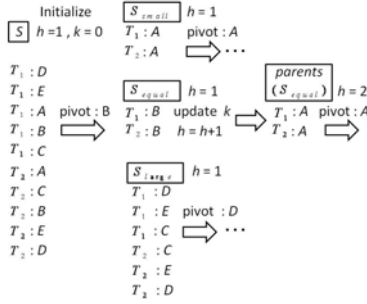 Initialize
S h=1 , k=0
T₁ : D
T₁ : E
T₁ : A
T₁ : B
T₁ : C
T₂ : A
T₂ : C
T₂ : B
T₂ : E
T₂ : D
pivot : B
S small h=1
T₁ : A pivot : A
T₂ : A ...
S equal h=1
T₁ : B update k
T₂ : B h=h+1
S large h=1
T₁ : D
T₁ : E pivot : D
T₁ : C ...
T₂ : C
T₂ : E
T₂ : D
parents
(S equal) h=2
T₁ : A pivot : A
T₂ : A